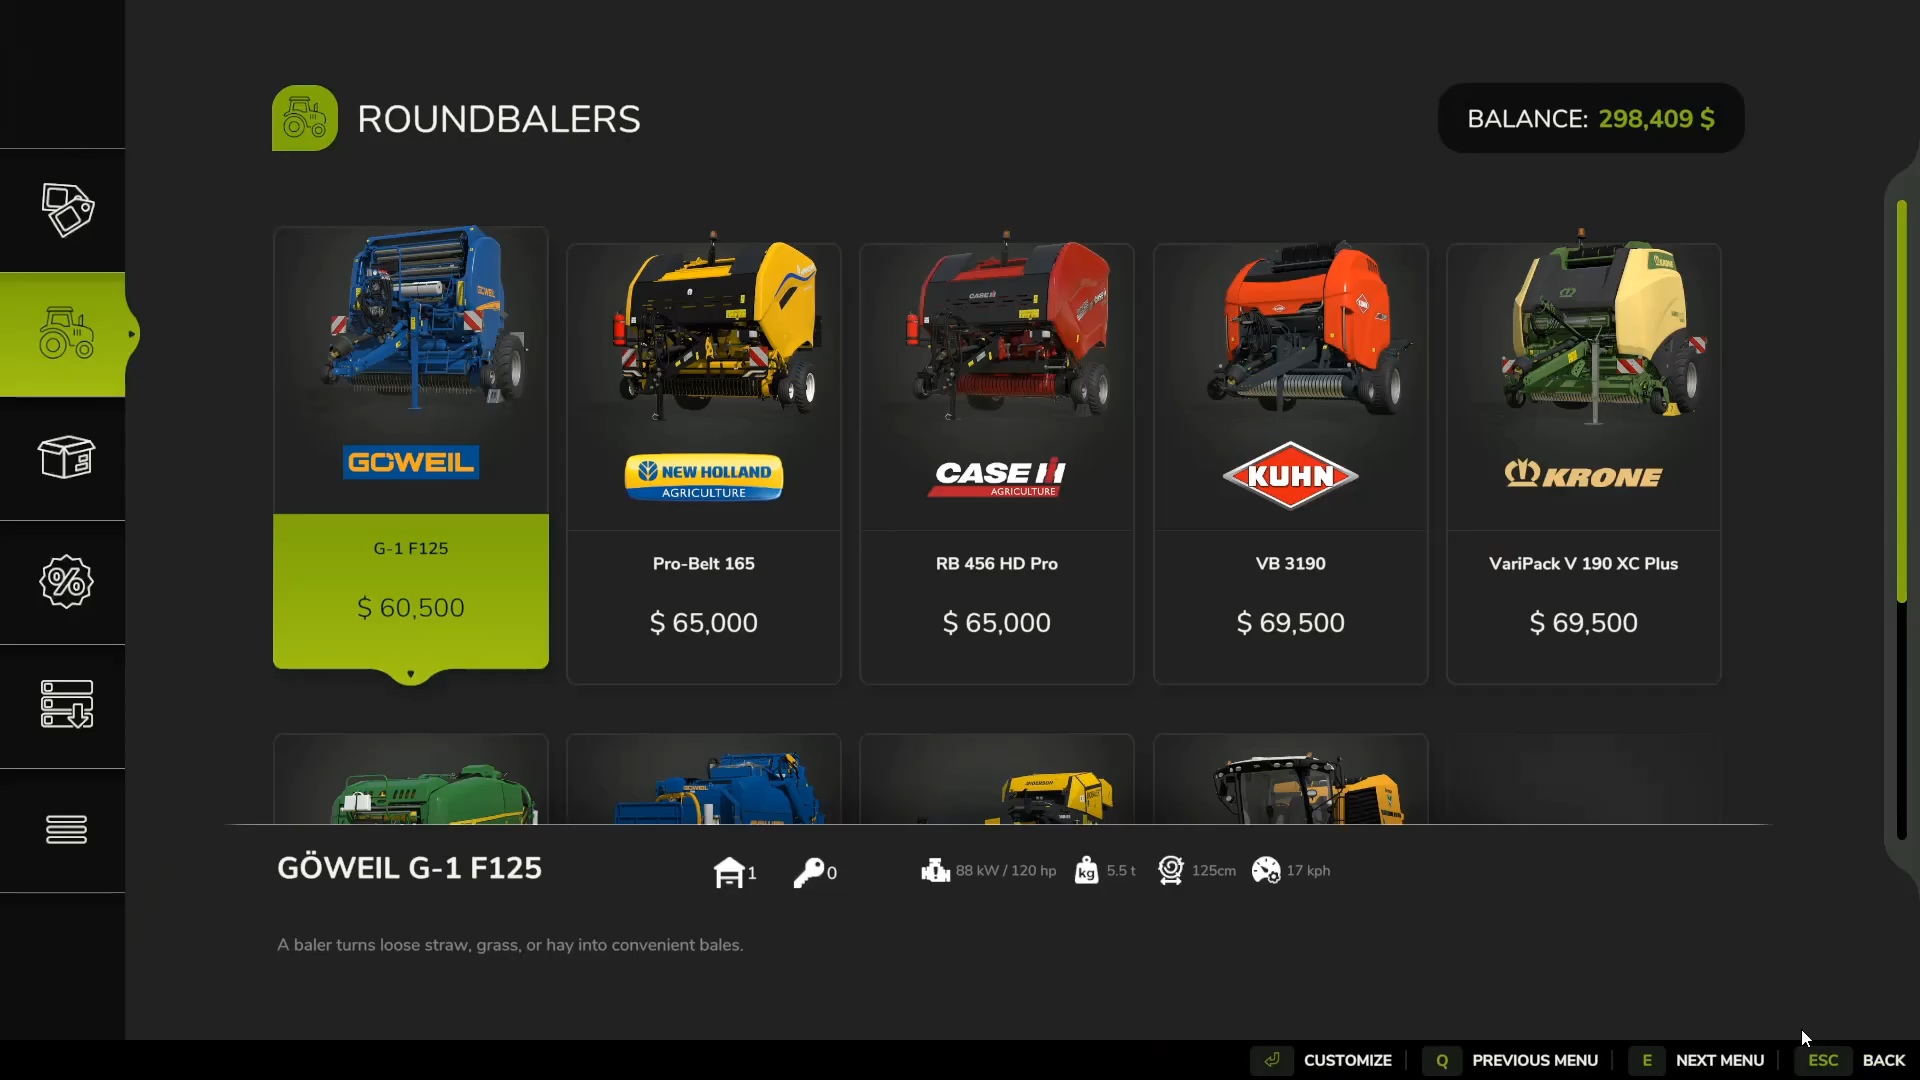 ROUNDBALERS
BALANCE: 298,409 $
GÖWEIL
NEW HOLLAND
AGRICULTURE
CASE IH
AGRICULTURE
KUHN
KRONE
G-1 F125
Pro-Belt 165
RB 456 HD Pro
VB 3190
VariPack V 190 XC Plus
$ 60,500
$ 65,000
$ 65,000
$ 69,500
$ 69,500
GÖWEIL G-1 F125
1
0
88 kW / 120 hp
kg
5.5 t
125cm
17 kph
A baler turns loose straw, grass, or hay into convenient bales.
CUSTOMIZE
Q PREVIOUS MENU
E NEXT MENU
ESC BACK